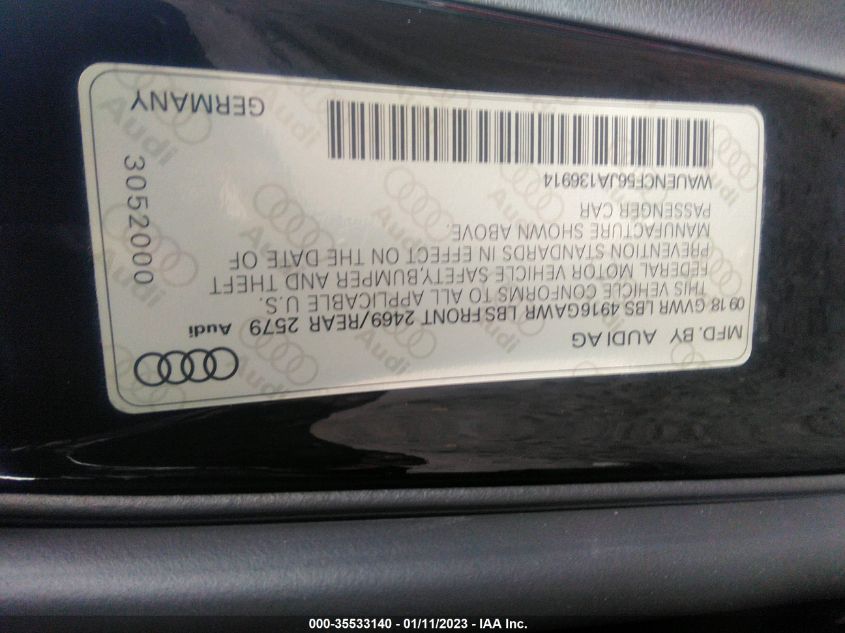 MFD. BY AUDI AG
Audi
09.18 GVWR LBS 4916GAWR LBS FRONT 2469/REAR 2579
THIS VEHICLE CONFORMS TO ALL APPLICABLE U.S.
FEDERAL MOTOR VEHICLE SAFETY, BUMPER AND THEFT
PREVENTION STANDARDS IN EFFECT ON THE DATE OF
MANUFACTURE SHOWN ABOVE.
PASSENGER CAR
WAUENCF56JA136914
3052000
GERMANY
000-35533140 - 01/11/2023 - IAA Inc.